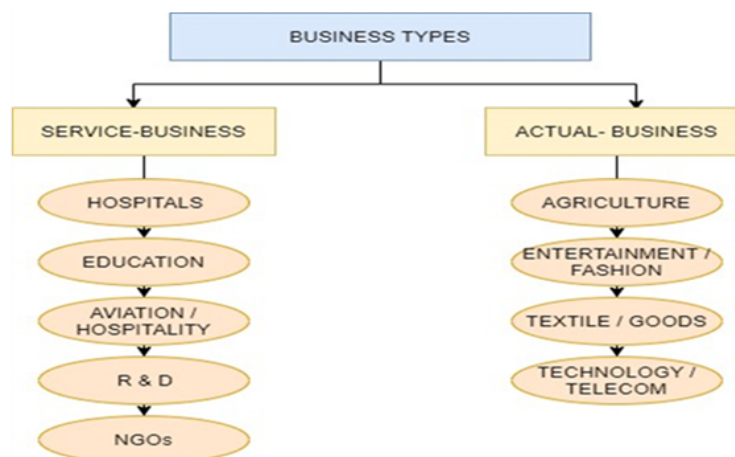 BUSINESS TYPES
SERVICE-BUSINESS
HOSPITALS
EDUCATION
AVIATION /
HOSPITALITY
R & D
NGOs
ACTUAL- BUSINESS
AGRICULTURE
ENTERTAINMENT /
FASHION
TEXTILE / GOODS
TECHNOLOGY /
TELECOM